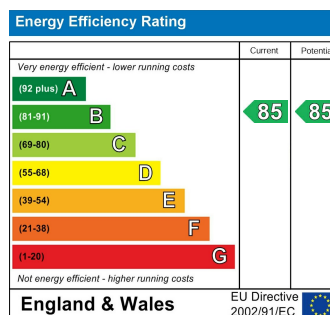 Energy Efficiency Rating
Current Potentia
Very energy efficient - lower running costs
(92 plus) A
(81-91) B
85 85
(69-80) C
(55-68) D
(39-54) E
(21-38) F
(1-20) G
Not energy efficient - higher running costs
England & Wales
EU Directive
2002/91/EC